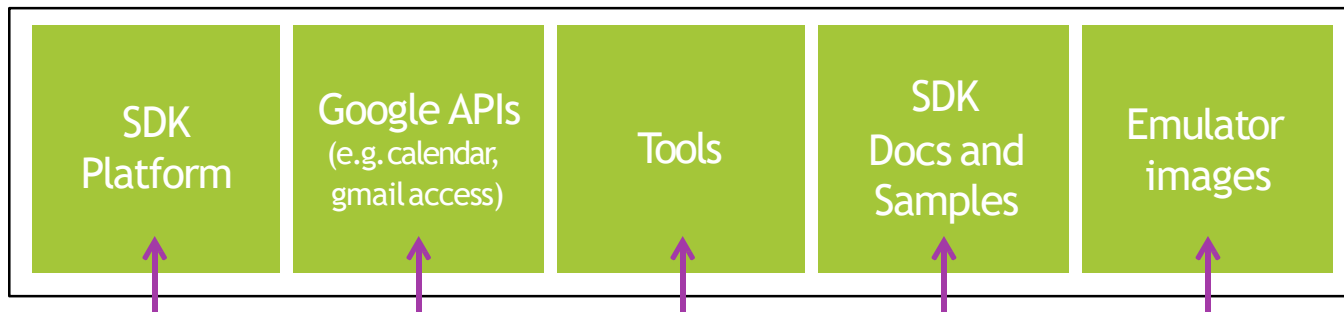 SDK
Platform
Google APIs
(e.g. calendar,
gmail access)
Tools
SDK
Docs and
Samples
Emulator
images